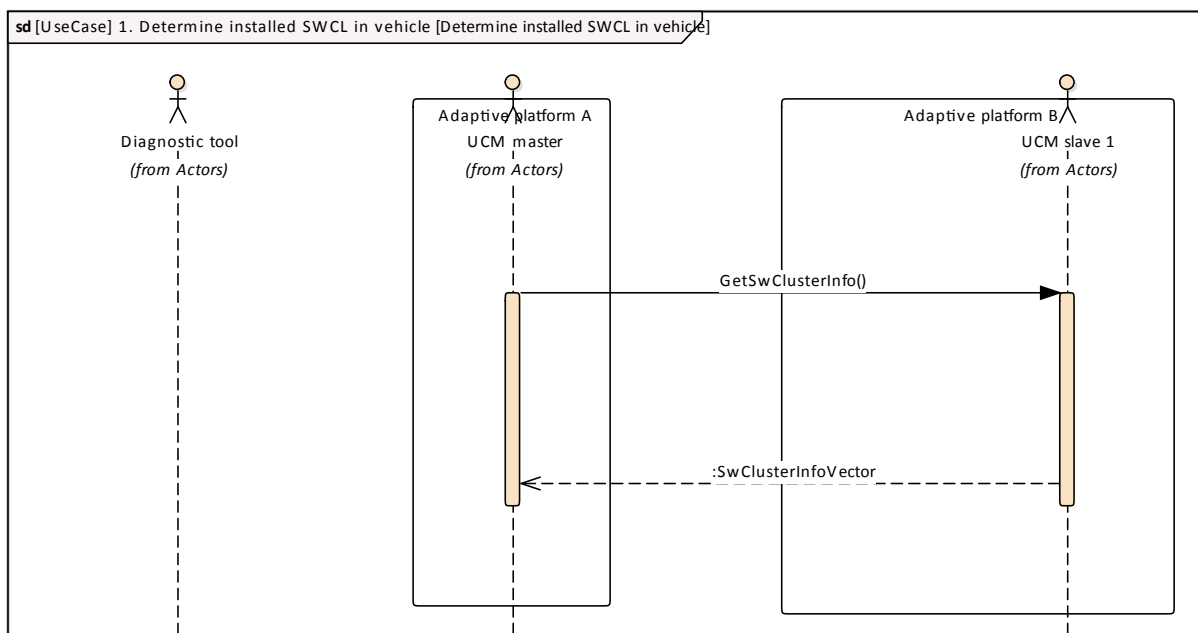 sd [UseCase] 1. Determine installed SWCL in vehicle [Determine installed SWCL in vehicle]
Adaptive platform A
Adaptive platform B
Diagnostic tool
UCM master
UCM slave 1
(from Actors)
(from Actors)
(from Actors)
GetSwClusterInfo()
:SwClusterInfoVector